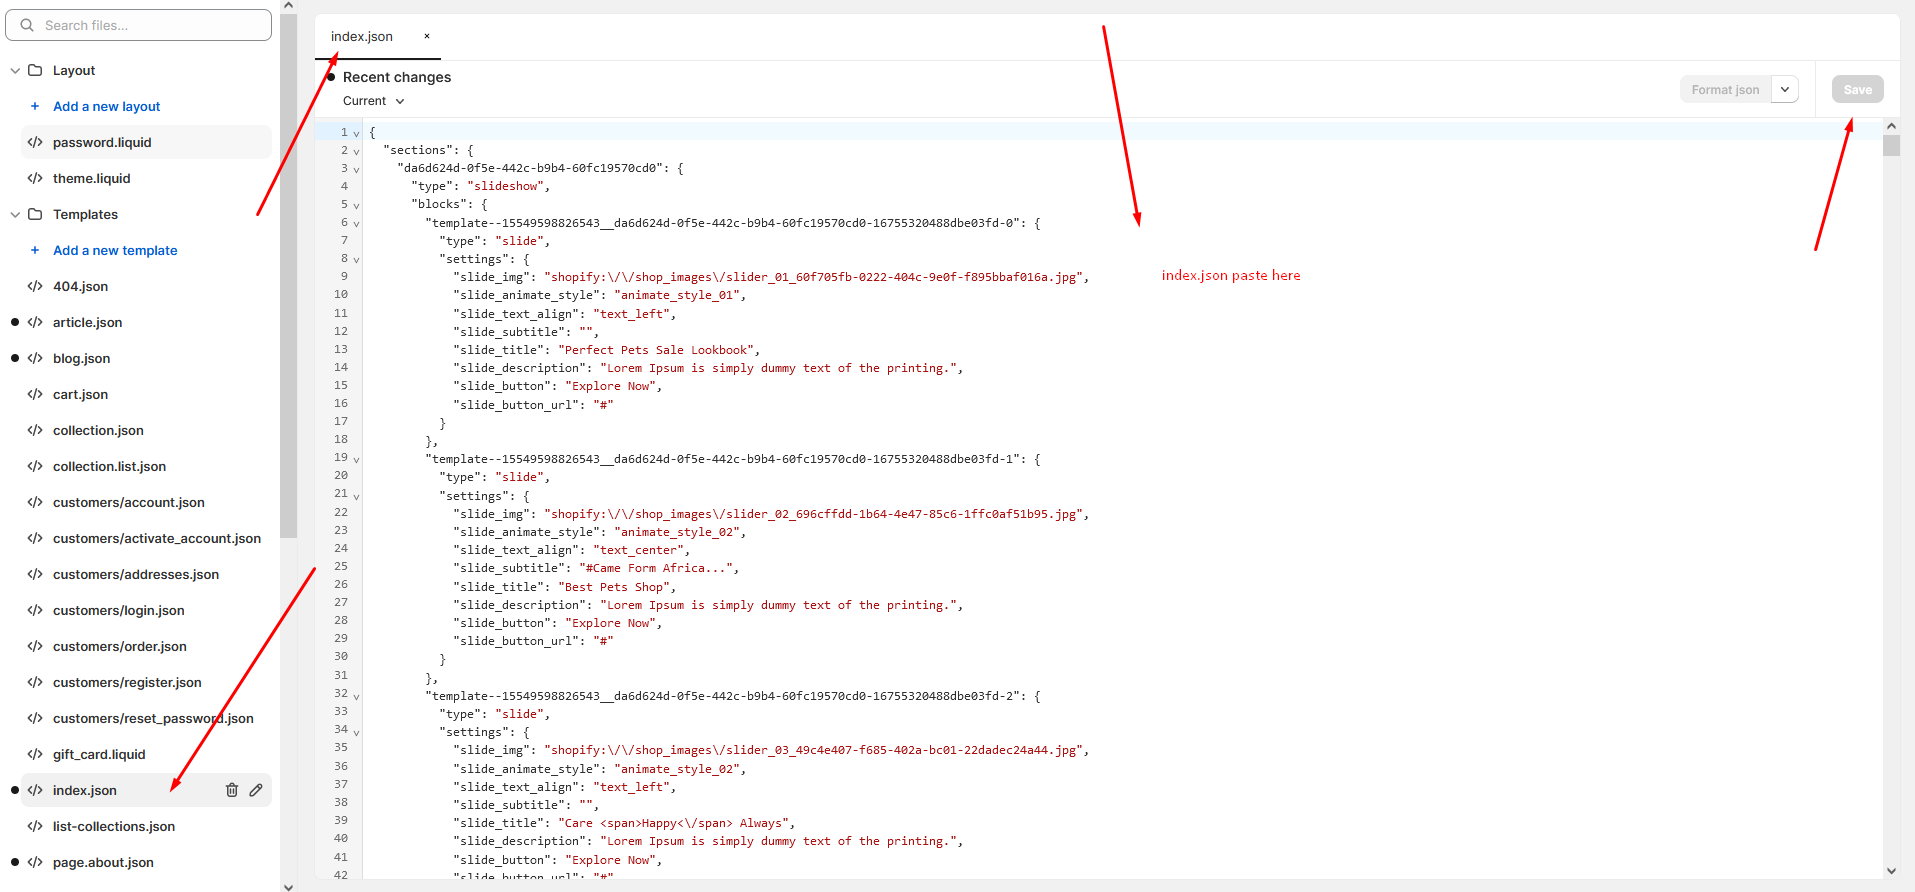 Search files...
Layout
Add a new layout
password.liquid
theme.liquid
Templates
Add a new template
404.json
article.json
blog.json
cart.json
collection.json
collection.list.json
customers/account.json
customers/activate_account.json
customers/addresses.json
customers/login.json
customers/order.json
customers/register.json
customers/reset_password.json
gift_card.liquid
index.json
list-collections.json
page.about.json
index.json ×
Recent changes
Current
Format json
Save
1 {
2 "sections": {
3 "da6d624d-0f5e-442c-b9b4-60fc19570cd0": {
4 "type": "slideshow",
5 "blocks": {
6 "template--15549598826543__da6d624d-0f5e-442c-b9b4-60fc19570cd0-16755320488dbe03fd-0": {
7 "type": "slide",
8 "settings": {
9 "slide_img": "shopify:\/\/shop_images\/slider_01_60f705fb-0222-404c-9e0f-f895bbaf016a.jpg",
index.json paste here
10 "slide_animate_style": "animate_style_01",
11 "slide_text_align": "text_left",
12 "slide_subtitle": "",
13 "slide_title": "Perfect Pets Sale Lookbook",
14 "slide_description": "Lorem Ipsum is simply dummy text of the printing.",
15 "slide_button": "Explore Now",
16 "slide_button_url": "#"
17 }
18 },
19 "template--15549598826543__da6d624d-0f5e-442c-b9b4-60fc19570cd0-16755320488dbe03fd-1": {
20 "type": "slide",
21 "settings": {
22 "slide_img": "shopify:\/\/shop_images\/slider_02_696cffdd-1b64-4e47-85c6-1ffc0af51b95.jpg",
23 "slide_animate_style": "animate_style_02",
24 "slide_text_align": "text_center",
25 "slide_subtitle": "#Came Form Africa...",
26 "slide_title": "Best Pets Shop",
27 "slide_description": "Lorem Ipsum is simply dummy text of the printing.",
28 "slide_button": "Explore Now",
29 "slide_button_url": "#"
30 }
31 },
32 "template--15549598826543__da6d624d-0f5e-442c-b9b4-60fc19570cd0-16755320488dbe03fd-2": {
33 "type": "slide",
34 "settings": {
35 "slide_img": "shopify:\/\/shop_images\/slider_03_49c4e407-f685-402a-bc01-22dadec24a44.jpg",
36 "slide_animate_style": "animate_style_02",
37 "slide_text_align": "text_left",
38 "slide_subtitle": "",
39 "slide_title": "Care <span>Happy<\/span> Always",
40 "slide_description": "Lorem Ipsum is simply dummy text of the printing.",
41 "slide_button": "Explore Now",
42 "slide_button_url": "#"